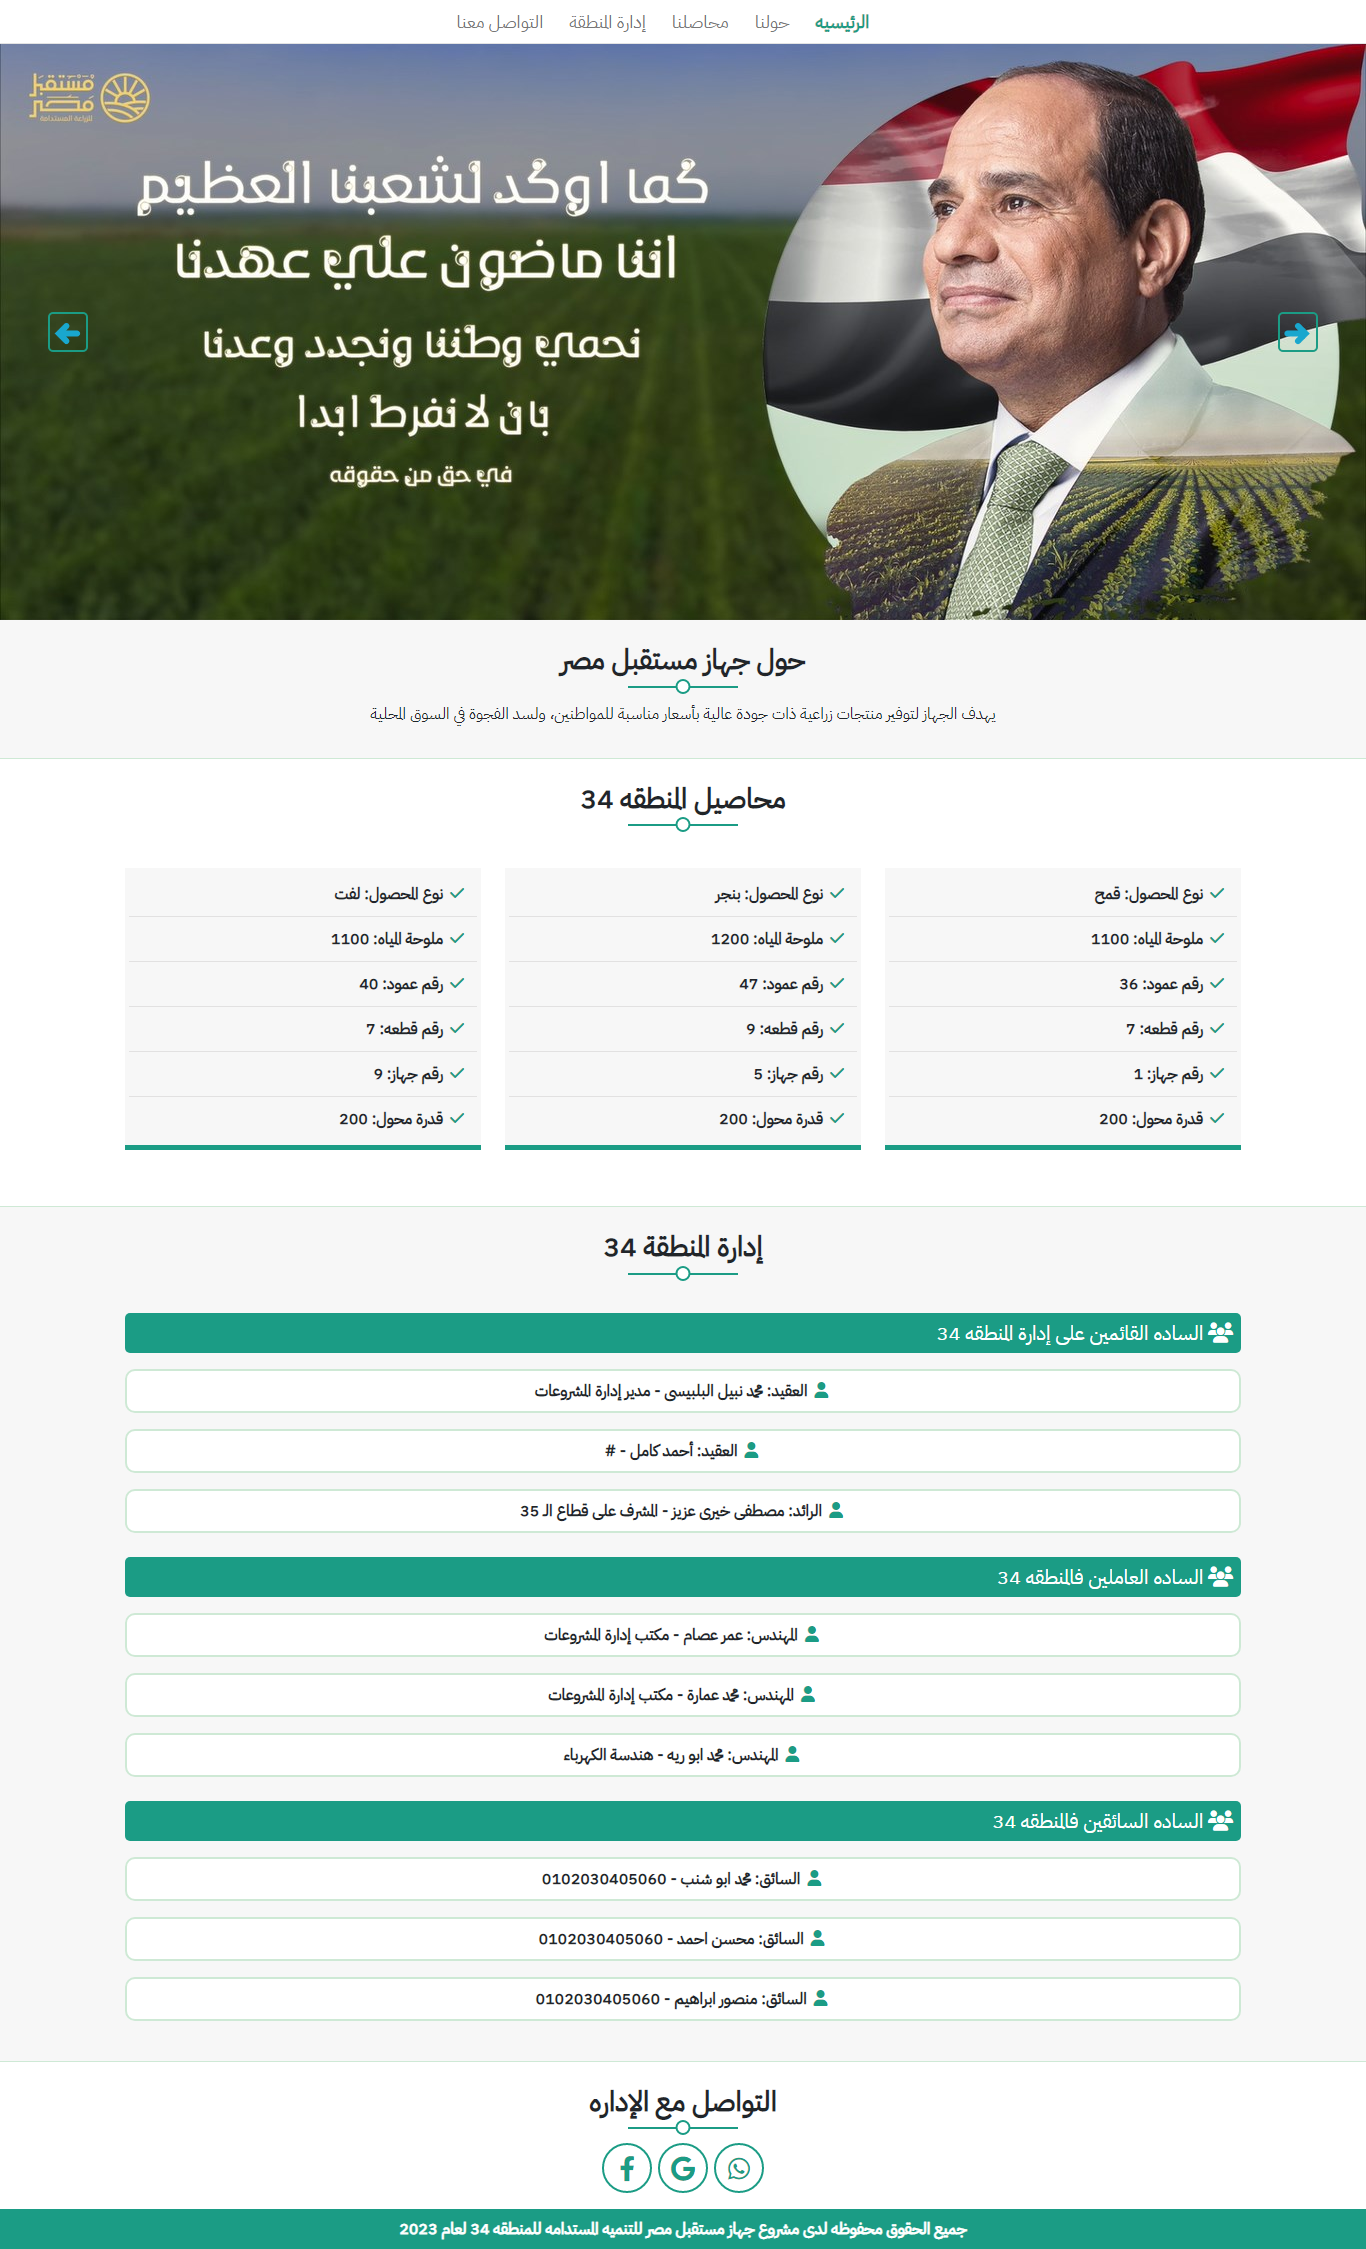 الرئيسيه
حولنا
محاصلنا
إدارة المنطقة
التواصل معنا
مستقبل
مصر
للزراعة المستدامة
كما اوكد لشعبنا العظيم
اننا ماضون علي عهدنا
نحمي وطننا ونجدد وعدنا
بان لا نفرط ابدا
في حق من حقوقه
حول جهاز مستقبل مصر
يهدف الجهاز لتوفير منتجات زراعية ذات جودة عالية بأسعار مناسبة للمواطنين، ولسد الفجوة في السوق المحلية
محاصيل المنطقه 34
نوع المحصول: قمح
ملوحة المياه: 1100
رقم عمود: 36
رقم قطعه: 7
رقم جهاز: 1
قدرة محول: 200
نوع المحصول: بنجر
ملوحة المياه: 1200
رقم عمود: 47
رقم قطعه: 9
رقم جهاز: 5
قدرة محول: 200
نوع المحصول: لفت
ملوحة المياه: 1100
رقم عمود: 40
رقم قطعه: 7
رقم جهاز: 9
قدرة محول: 200
إدارة المنطقة 34
الساده القائمين على إدارة المنطقه 34
العقيد: محمد نبيل البلبيسى - مدير إدارة المشروعات
العقيد: أحمد كامل - #
الرائد: مصطفى خيرى عزيز - المشرف على قطاع الـ 35
الساده العاملين فالمنطقه 34
المهندس: عمر عصام - مكتب إدارة المشروعات
المهندس: محمد عمارة - مكتب إدارة المشروعات
المهندس: محمد ابو ريه - هندسة الكهرباء
الساده السائقين فالمنطقه 34
السائق: محمد ابو شنب - 0102030405060
السائق: محسن احمد - 0102030405060
السائق: منصور ابراهيم - 0102030405060
التواصل مع الإداره
جميع الحقوق محفوظه لدى مشروع جهاز مستقبل مصر للتنميه المستدامه للمنطقه 34 لعام 2023